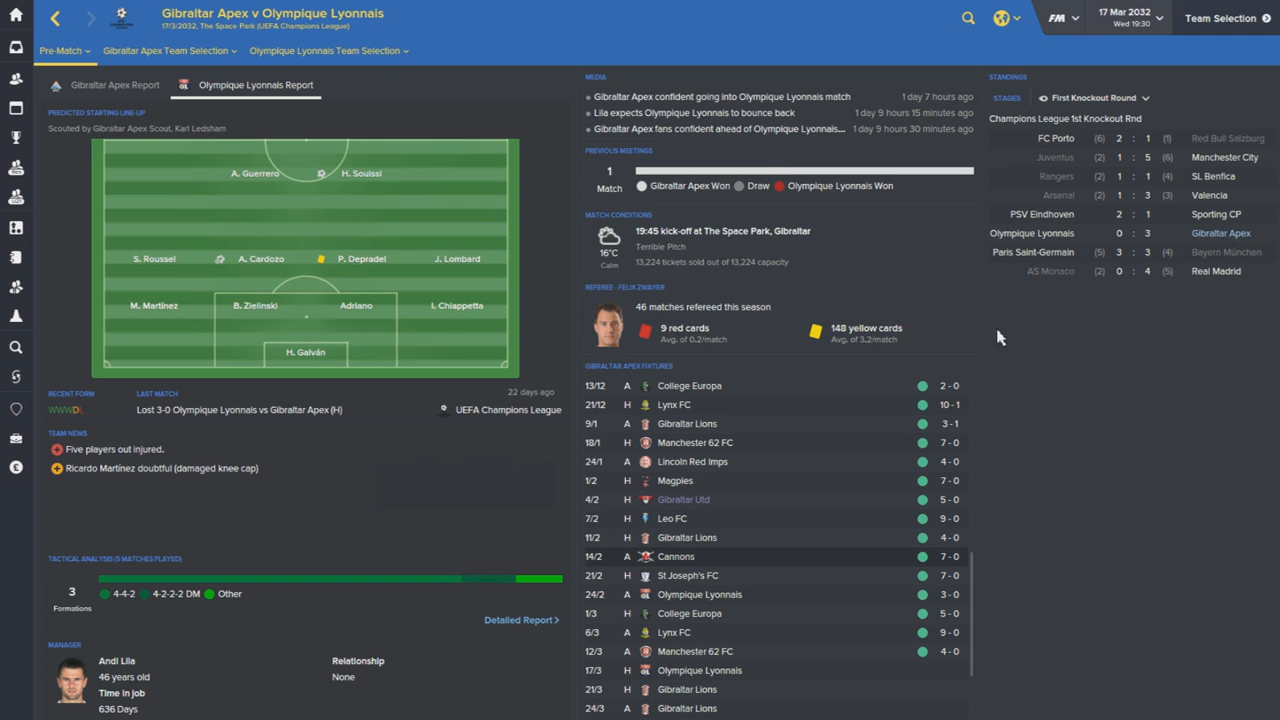 Gibraltar Apex v Olympique Lyonnais
17/3/2032, The Space Park (UEFA Champions League)
FM
17 Mar 2032
Wed 19:30
Team Selection
Pre-Match
Gibraltar Apex Team Selection
Olympique Lyonnais Team Selection
Gibraltar Apex Report
Olympique Lyonnais Report
PREDICTED STARTING LINE-UP
Scouted by Gibraltar Apex Scout, Karl Ledsham
A. Guerrero H. Souissi
S. Roussel A. Cardozo P. Depradel J. Lombard
M. Martínez B. Zielinski Adriano I. Chiappetta
H. Galván
RECENT FORM
WWWDL
LAST MATCH
22 days ago
Lost 3-0 Olympique Lyonnais vs Gibraltar Apex (H)
UEFA Champions League
TEAM NEWS
Five players out injured.
Ricardo Martínez doubtful (damaged knee cap)
TACTICAL ANALYSIS (5 MATCHES PLAYED)
3
Formations
4-4-2 4-2-2-2 DM Other
Detailed Report >
MANAGER
Andi Lila
46 years old
Time in job
636 Days
Relationship
None
MEDIA
Gibraltar Apex confident going into Olympique Lyonnais match 1 day 7 hours ago
Lila expects Olympique Lyonnais to bounce back 1 day 9 hours 15 minutes ago
Gibraltar Apex fans confident ahead of Olympique Lyonnais... 1 day 9 hours 30 minutes ago
PREVIOUS MEETINGS
1
Match
Gibraltar Apex Won Draw Olympique Lyonnais Won
MATCH CONDITIONS
16°C
Calm
19:45 kick-off at The Space Park, Gibraltar
Terrible Pitch
13,224 tickets sold out of 13,224 capacity
REFEREE - FELIX ZWAYER
46 matches refereed this season
9 red cards
Avg. of 0.2/match
148 yellow cards
Avg. of 3.2/match
GIBRALTAR APEX FIXTURES
13/12 A College Europa 2 - 0
21/12 H Lynx FC 10 - 1
9/1 A Gibraltar Lions 3 - 1
18/1 H Manchester 62 FC 7 - 0
24/1 A Lincoln Red Imps 4 - 0
1/2 H Magpies 7 - 0
4/2 H Gibraltar Utd 5 - 0
7/2 H Leo FC 9 - 0
11/2 H Gibraltar Lions 4 - 0
14/2 A Cannons 7 - 0
21/2 H St Joseph's FC 7 - 0
24/2 A Olympique Lyonnais 3 - 0
1/3 H College Europa 5 - 0
6/3 A Lynx FC 9 - 0
12/3 A Manchester 62 FC 4 - 0
17/3 H Olympique Lyonnais
21/3 H Gibraltar Lions
24/3 A Gibraltar Lions
STANDINGS
STAGES First Knockout Round
Champions League 1st Knockout Rnd
FC Porto (6) 2 : 1 (1) Red Bull Salzburg
Juventus (2) 1 : 5 (6) Manchester City
Rangers (2) 1 : 1 (4) SL Benfica
Arsenal (2) 1 : 3 (3) Valencia
PSV Eindhoven 2 : 1 Sporting CP
Olympique Lyonnais 0 : 3 Gibraltar Apex
Paris Saint-Germain (5) 3 : 3 (4) Bayern München
AS Monaco (2) 0 : 4 (5) Real Madrid